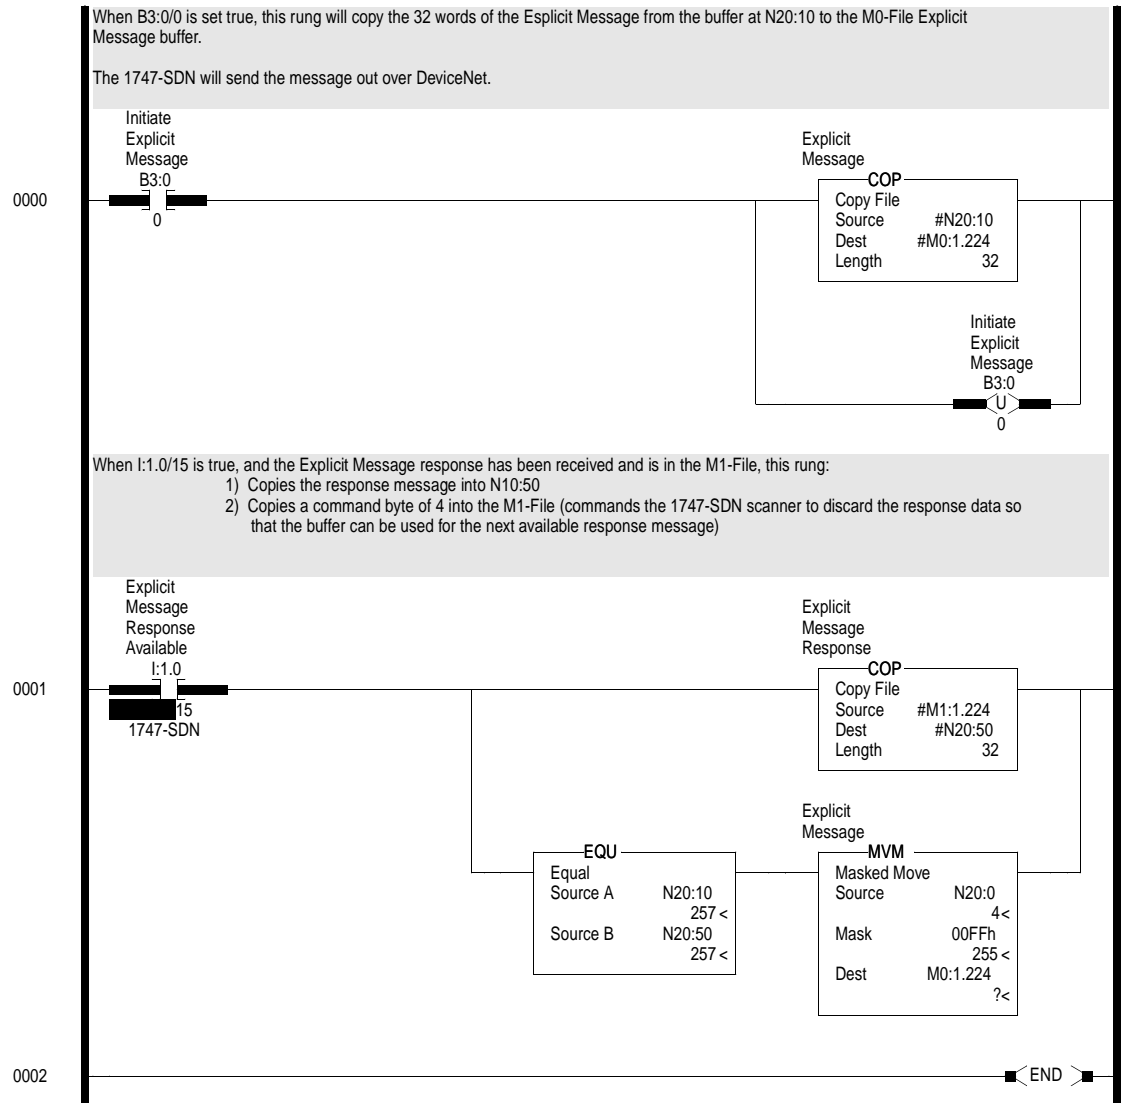 When B3:0/0 is set true, this rung will copy the 32 words of the Esplicit Message from the buffer at N20:10 to the M0-File Explicit
Message buffer.
The 1747-SDN will send the message out over DeviceNet.
Initiate
Explicit
Message
B3:0
0
0000
Explicit
Message
COP
Copy File
Source #N20:10
Dest #M0:1.224
Length 32
Initiate
Explicit
Message
B3:0
U
0
When I:1.0/15 is true, and the Explicit Message response has been received and is in the M1-File, this rung:
1) Copies the response message into N10:50
2) Copies a command byte of 4 into the M1-File (commands the 1747-SDN scanner to discard the response data so
that the buffer can be used for the next available response message)
Explicit
Message
Response
Available
I:1.0
15
1747-SDN
0001
Explicit
Message
Response
COP
Copy File
Source #M1:1.224
Dest #N20:50
Length 32
EQU
Equal
Source A N20:10
257<
Source B N20:50
257<
Explicit
Message
MVM
Masked Move
Source N20:0
4<
Mask 00FFh
255<
Dest M0:1.224
?<
0002
END